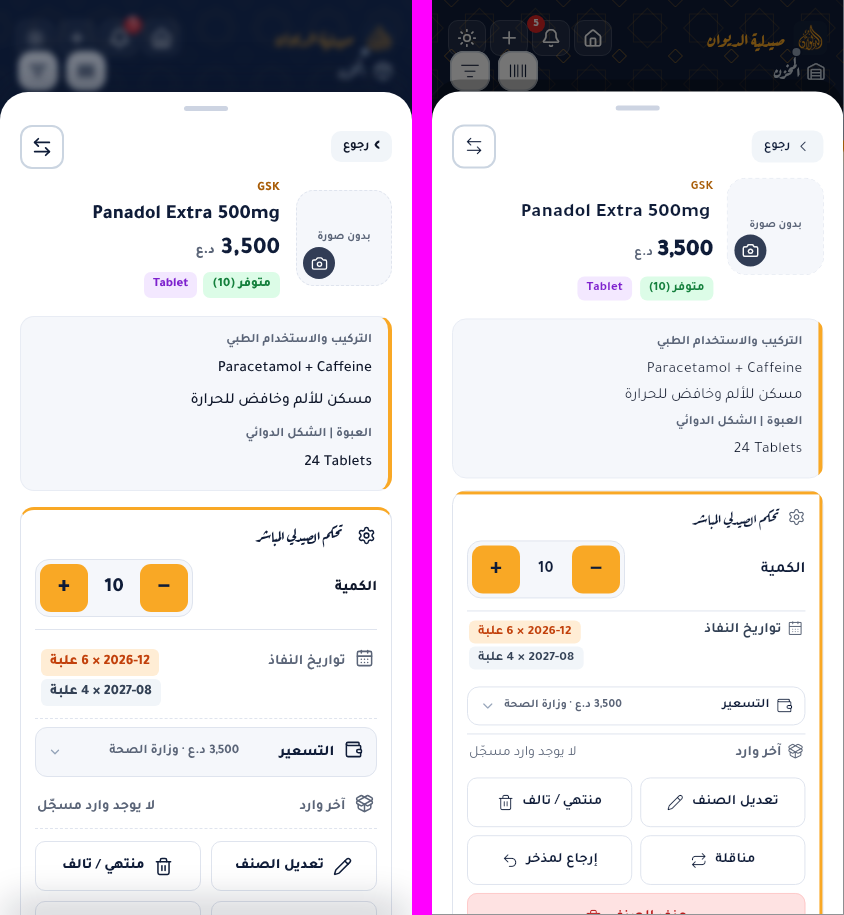 رجوع
GSK
Panadol Extra 500mg
بدون صورة
3,500 د.ع
متوفر (10)
Tablet
التركيب والاستخدام الطبي
Paracetamol + Caffeine
مسكن للألم وخافض للحرارة
العبوة | الشكل الدوائي
24 Tablets
تحكم الصيدلي المباشر
الكمية
− 10 +
تواريخ النفاذ
2026-12 × 6 علبة
2027-08 × 4 علبة
التسعير
3,500 د.ع · وزارة الصحة
آخر وارد
لا يوجد وارد مسجّل
تعديل الصنف
منتهي / تالف
صيدلية الديوان
5
المخزن
رجوع
GSK
Panadol Extra 500mg
بدون صورة
3,500 د.ع
متوفر (10)
Tablet
التركيب والاستخدام الطبي
Paracetamol + Caffeine
مسكن للألم وخافض للحرارة
العبوة | الشكل الدوائي
24 Tablets
تحكم الصيدلي المباشر
الكمية
− 10 +
تواريخ النفاذ
2026-12 × 6 علبة
2027-08 × 4 علبة
التسعير
3,500 د.ع · وزارة الصحة
آخر وارد
لا يوجد وارد مسجّل
تعديل الصنف
منتهي / تالف
مناقلة
إرجاع لمذخر